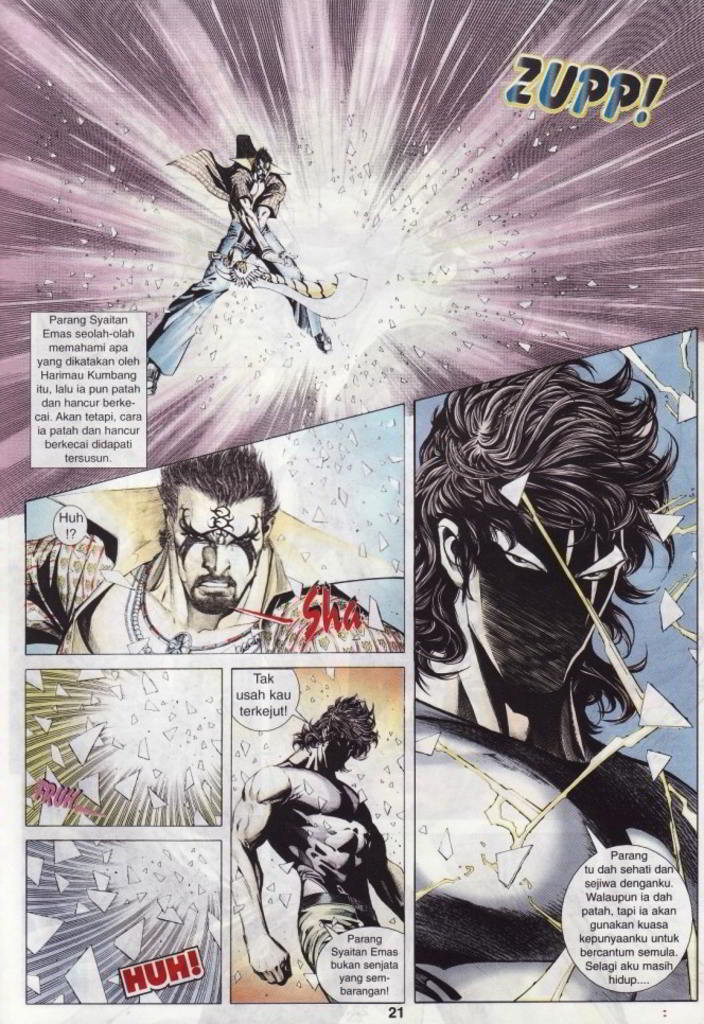 ZUPP!
Parang Syaitan
Emas seolah-olah
memahami apa
yang dikatakan oleh
Harimau Kumbang
itu, lalu ia pun patah
dan hancur berke-
cai. Akan tetapi, cara
ia patah dan hancur
berkecai didapati
tersusun.
Huh
!?
Sha
Tak
usah kau
terkejut!
Parang
Syaitan Emas
bukan senjata
yang sem-
barangan!
HUH!
Parang
tu dah sehati dan
sejiwa denganku.
Walaupun ia dah
patah, tapi ia akan
gunakan kuasa
kepunyaanku untuk
bercantum semula.
Selagi aku masih
hidup....
21